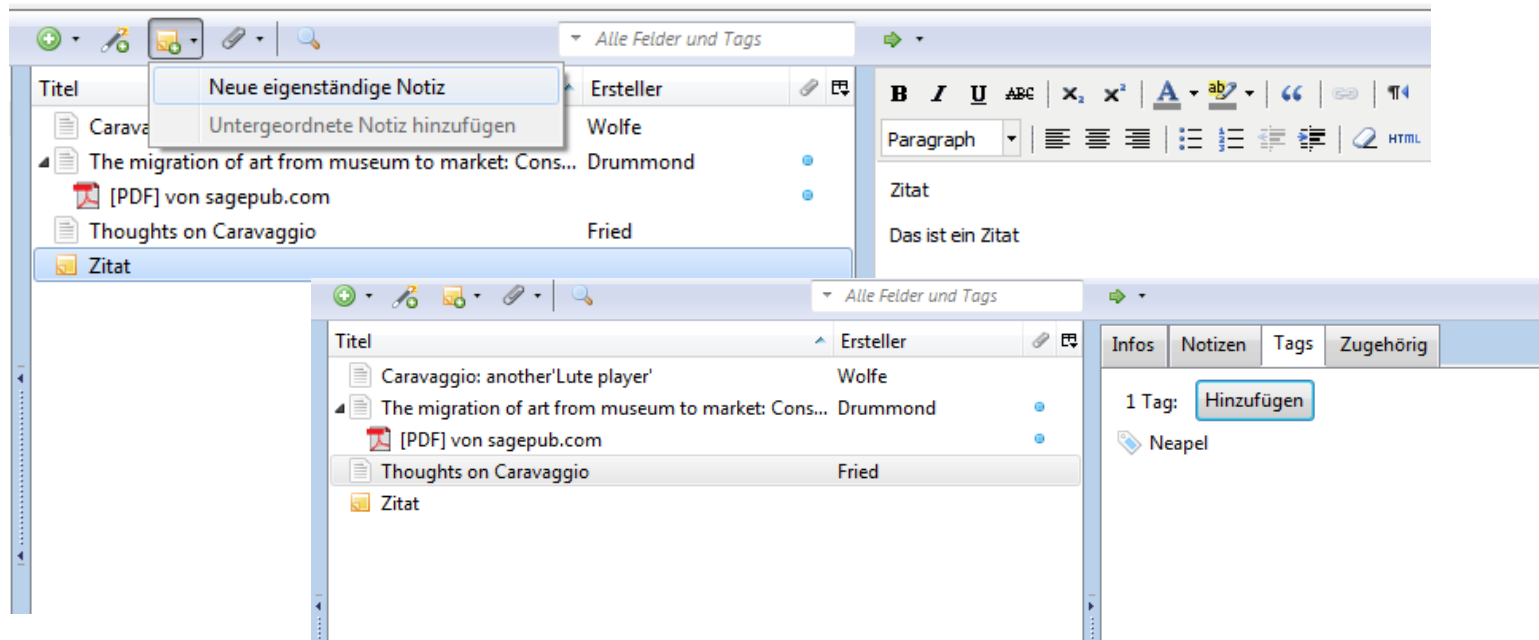 Alle Felder und Tags
Titel
Ersteller
Neue eigenständige Notiz
Untergeordnete Notiz hinzufügen
Carava
Wolfe
The migration of art from museum to market: Cons... Drummond
[PDF] von sagepub.com
Thoughts on Caravaggio Fried
Zitat
B I U ABC x₂ x² A ab
Paragraph
HTML
Zitat
Das ist ein Zitat
Alle Felder und Tags
Titel Ersteller
Caravaggio: another'Lute player' Wolfe
The migration of art from museum to market: Cons... Drummond
[PDF] von sagepub.com
Thoughts on Caravaggio Fried
Zitat
Infos Notizen Tags Zugehörig
1 Tag: Hinzufügen
Neapel